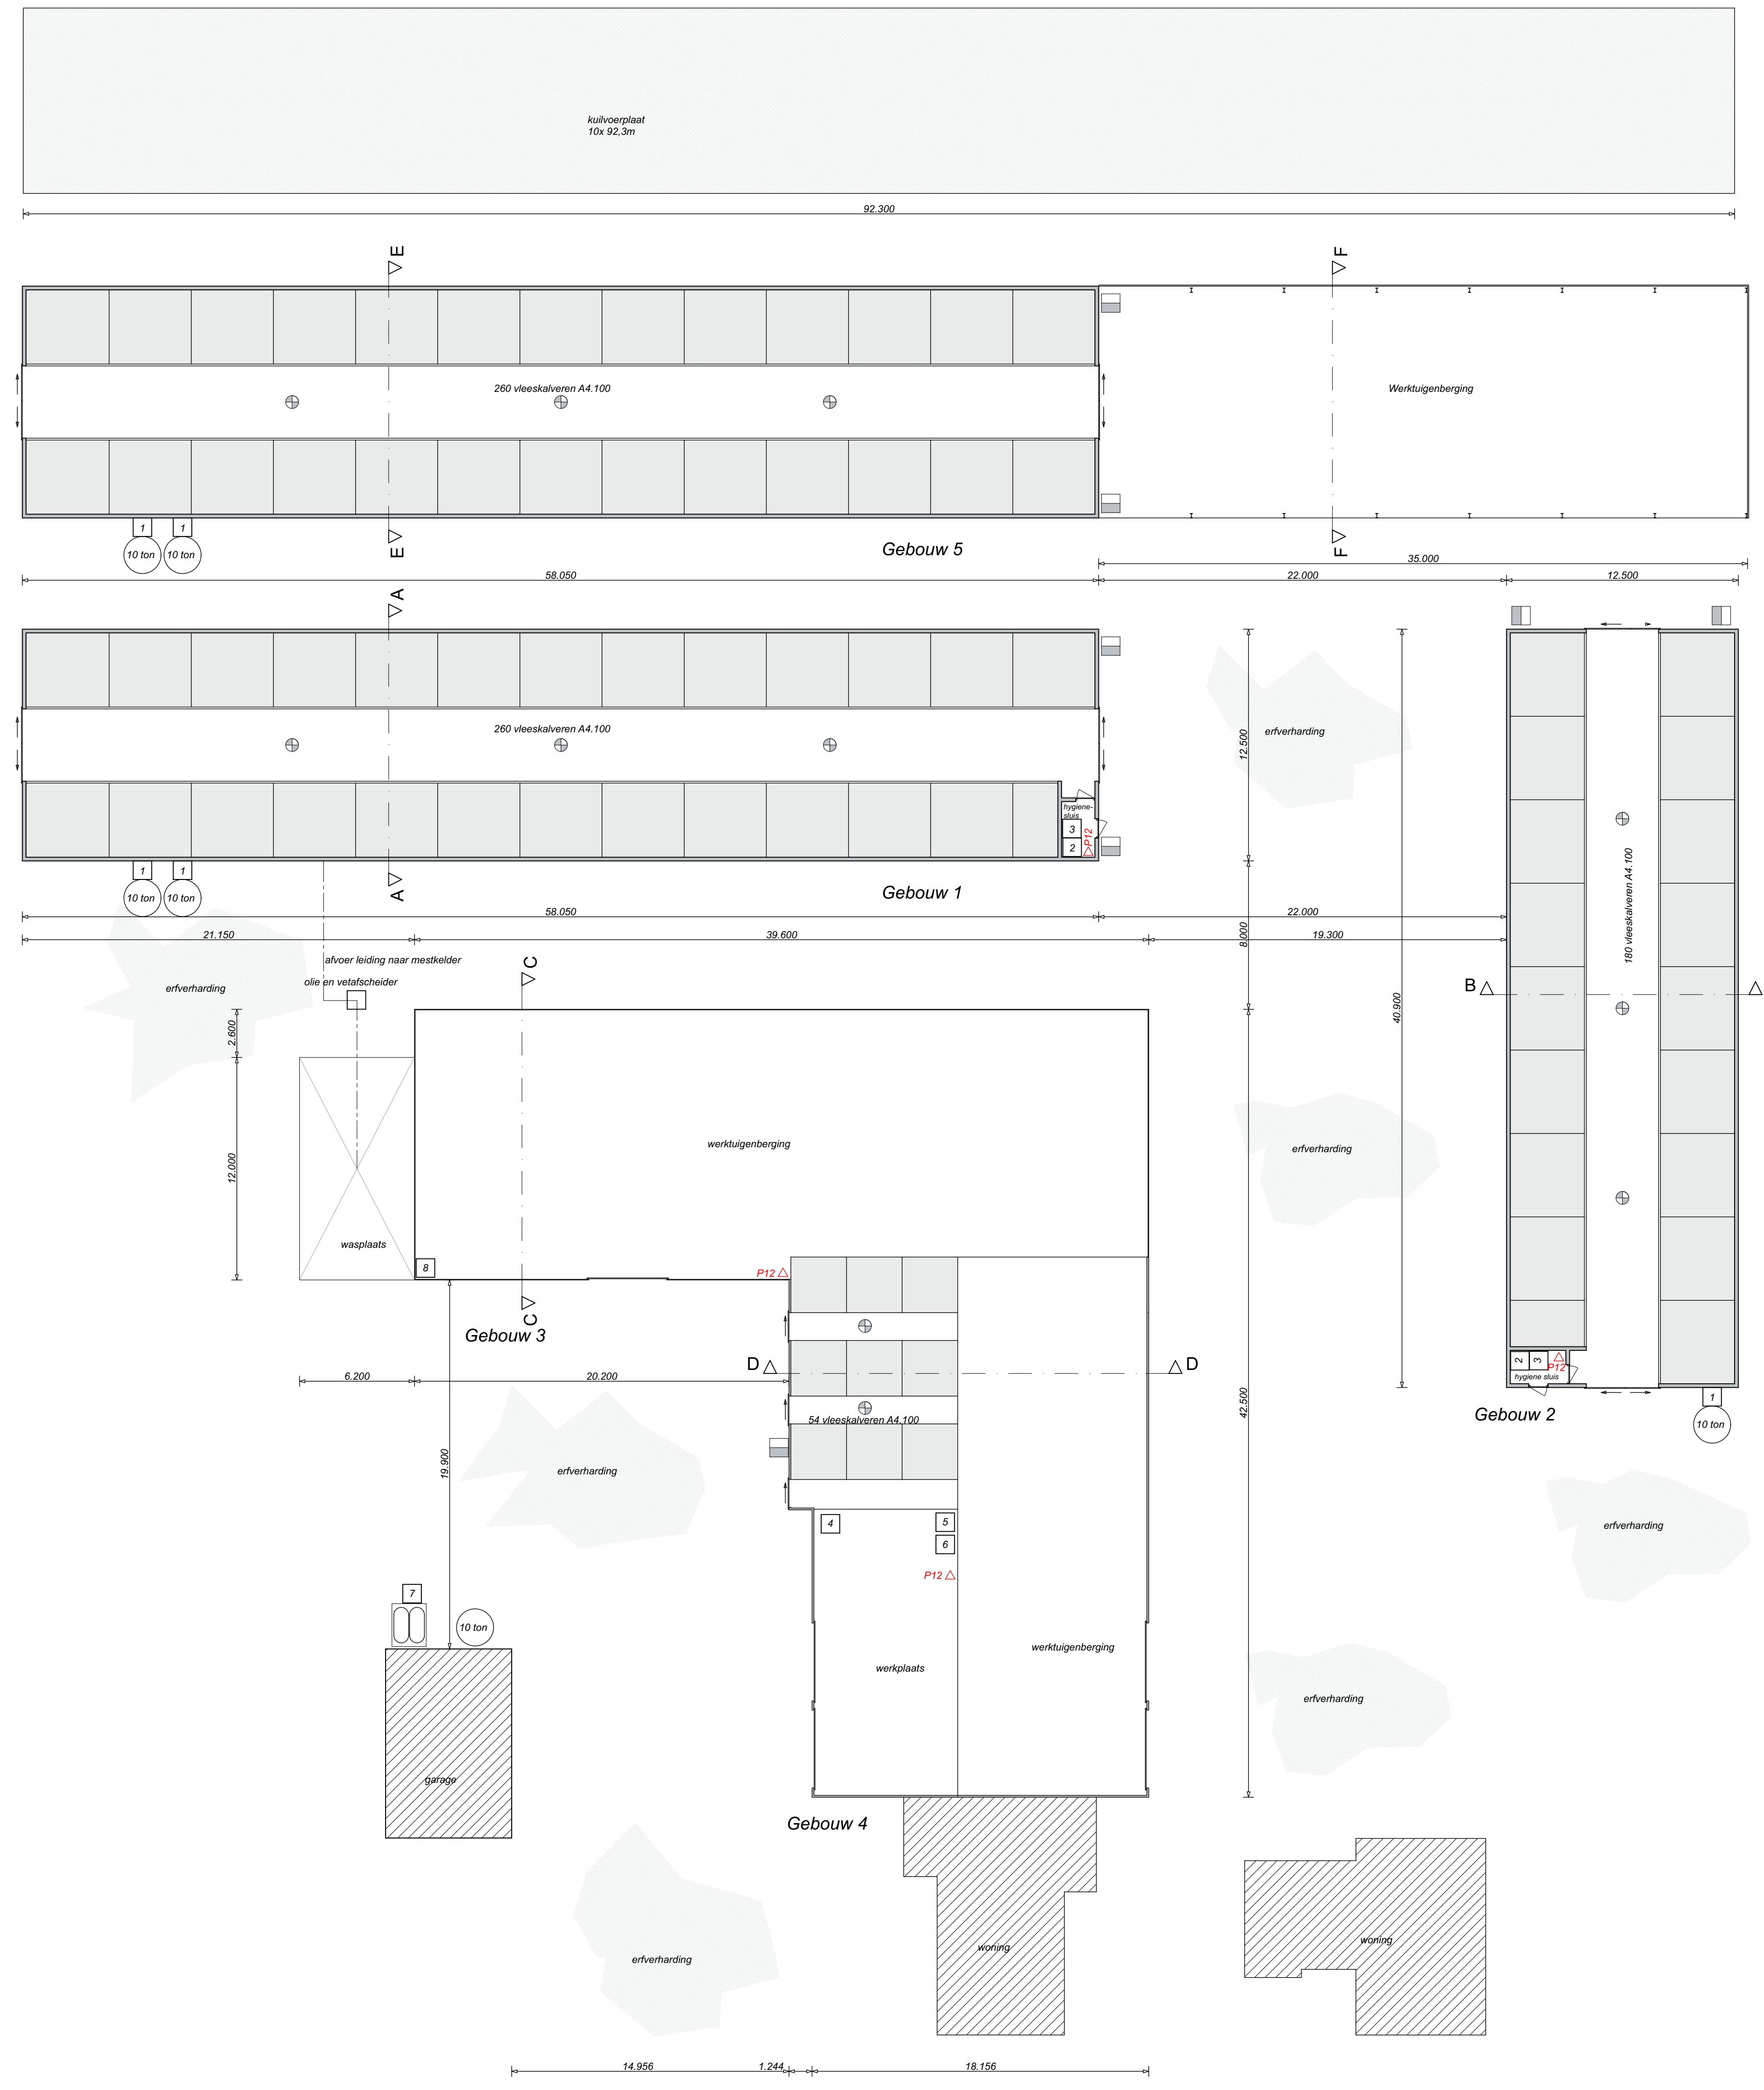 kuilvoerplaat
10x 92,3m
92.300
E
F
260 vleeskalveren A4.100
Werktuigenberging
1
1
10 ton
10 ton
E
Gebouw 5
F
35.000
58.050
22.000
12.500
A
260 vleeskalveren A4.100
erfverharding
12.500
hygiene-
sluis
3
2
P12
1
1
10 ton
10 ton
A
Gebouw 1
180 vleeskalveren A4.100
58.050
22.000
21.150
39.600
19.300
8.000
afvoer leiding naar mestkelder
C
olie en vetafscheider
erfverharding
B
40.900
2.600
12.000
werktuigenberging
erfverharding
wasplaats
8
P12
C
Gebouw 3
D
D
6.200
20.200
2
3
P12
hygiene sluis
1
10 ton
Gebouw 2
42.500
54 vleeskalveren A4.100
19.900
erfverharding
4
5
6
erfverharding
P12
7
10 ton
werktuigenberging
werkplaats
erfverharding
garage
Gebouw 4
woning
woning
erfverharding
14.956
1.244
18.156